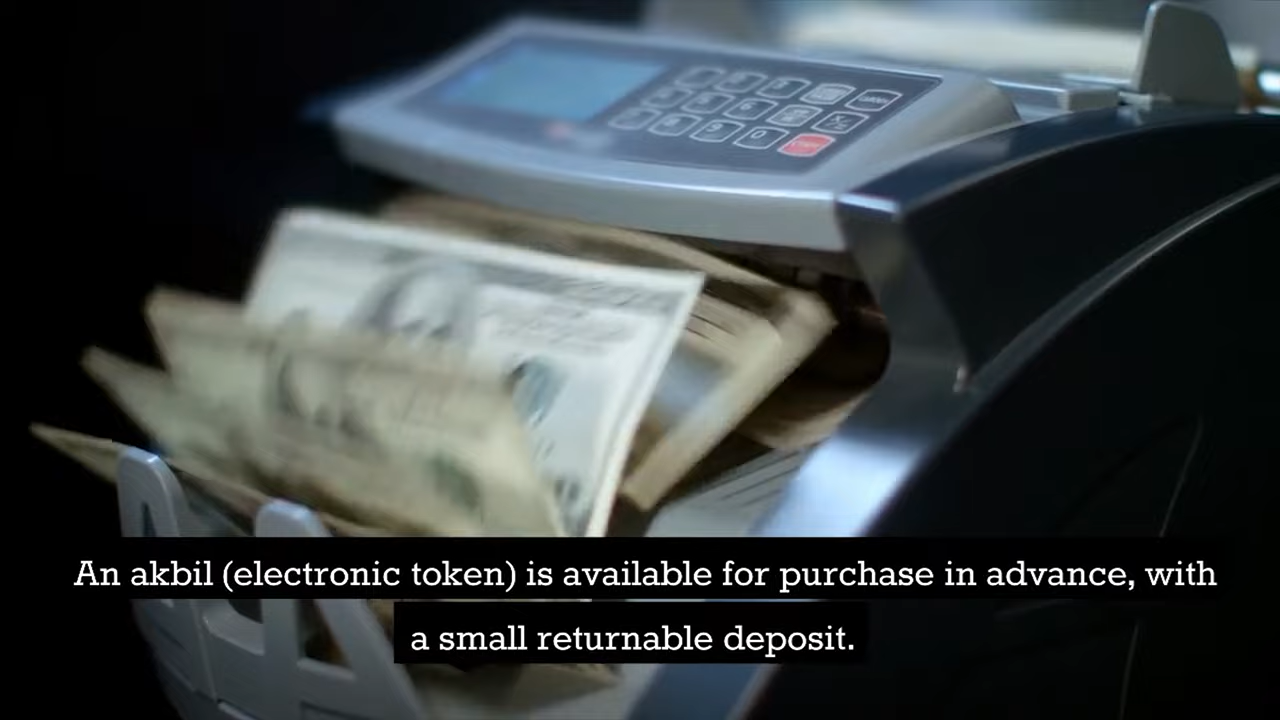 An akbil (electronic token) is available for purchase in advance, with
a small returnable deposit.